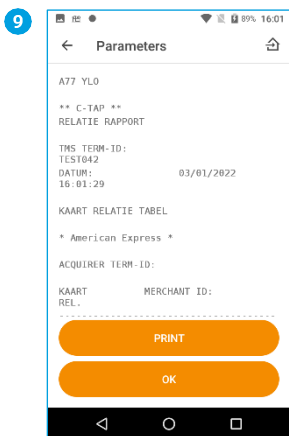 9
89% 16:01
Parameters
A77 YLO
** C-TAP **
RELATIE RAPPORT
TMS TERM-ID:
TEST042
DATUM: 03/01/2022
16:01:29
KAART RELATIE TABEL
* American Express *
ACQUIRER TERM-ID:
KAART MERCHANT ID:
REL.
----------------------------------------
PRINT
OK